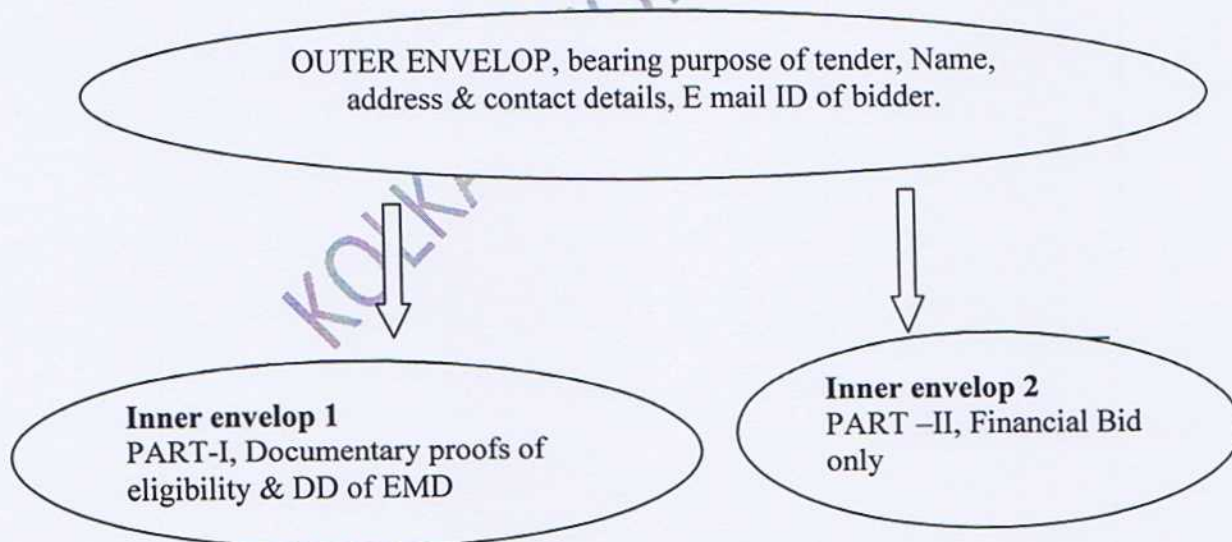 OUTER ENVELOP, bearing purpose of tender, Name,
address & contact details, E mail ID of bidder.
Inner envelop 1
PART-I, Documentary proofs of
eligibility & DD of EMD
Inner envelop 2
PART –II, Financial Bid
only